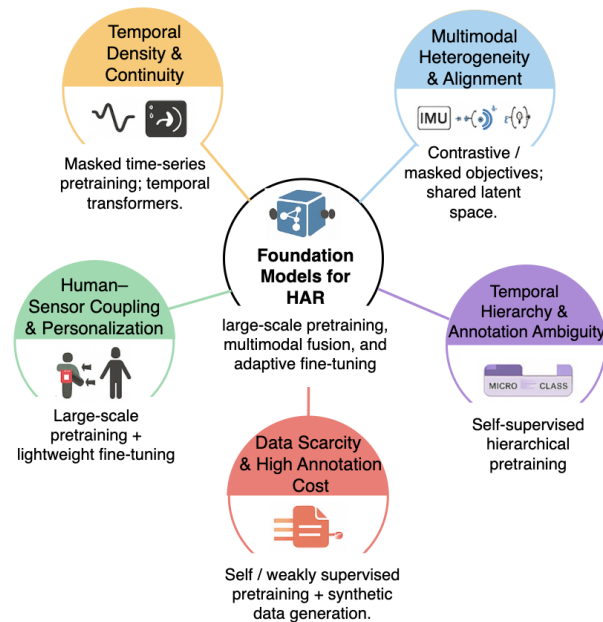 Temporal
Density &
Continuity
Masked time-series
pretraining; temporal
transformers.
Multimodal
Heterogeneity
& Alignment
IMU
Contrastive /
masked objectives;
shared latent
space.
Foundation
Models for
HAR
large-scale pretraining,
multimodal fusion, and
adaptive fine-tuning
Human–
Sensor Coupling
& Personalization
Large-scale
pretraining +
lightweight fine-tuning
Temporal
Hierarchy &
Annotation Ambiguity
MICRO CLASS
Self-supervised
hierarchical
pretraining
Data Scarcity
& High Annotation
Cost
Self / weakly supervised
pretraining + synthetic
data generation.